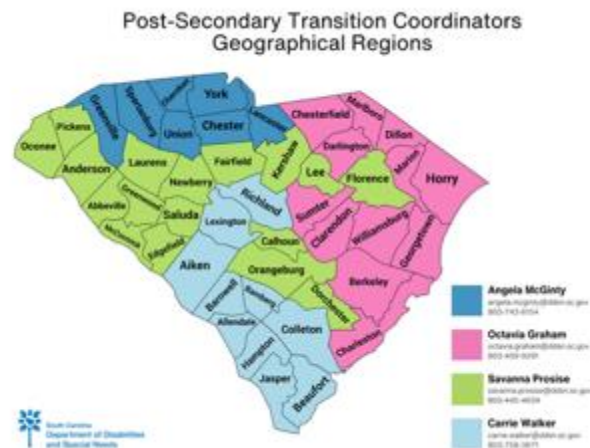 Post-Secondary Transition Coordinators
Geographical Regions
Cherokee
York
Spartanburg
Greenville
Pickens
Oconee
Union
Chester
Lancaster
Chesterfield
Marlboro
Dillon
Darlington
Marion
Horry
Anderson
Laurens
Fairfield
Kershaw
Lee
Florence
Newberry
Abbeville
Greenwood
Saluda
McCormick
Edgefield
Richland
Lexington
Sumter
Clarendon
Williamsburg
Georgetown
Calhoun
Aiken
Orangeburg
Berkeley
Barnwell
Bamberg
Dorchester
Allendale
Colleton
Charleston
Hampton
Jasper
Beaufort
Angela McGinty
Octavia Graham
Savanna Prosise
Carrie Walker
South Carolina
Department of Disabilities
and Special Needs